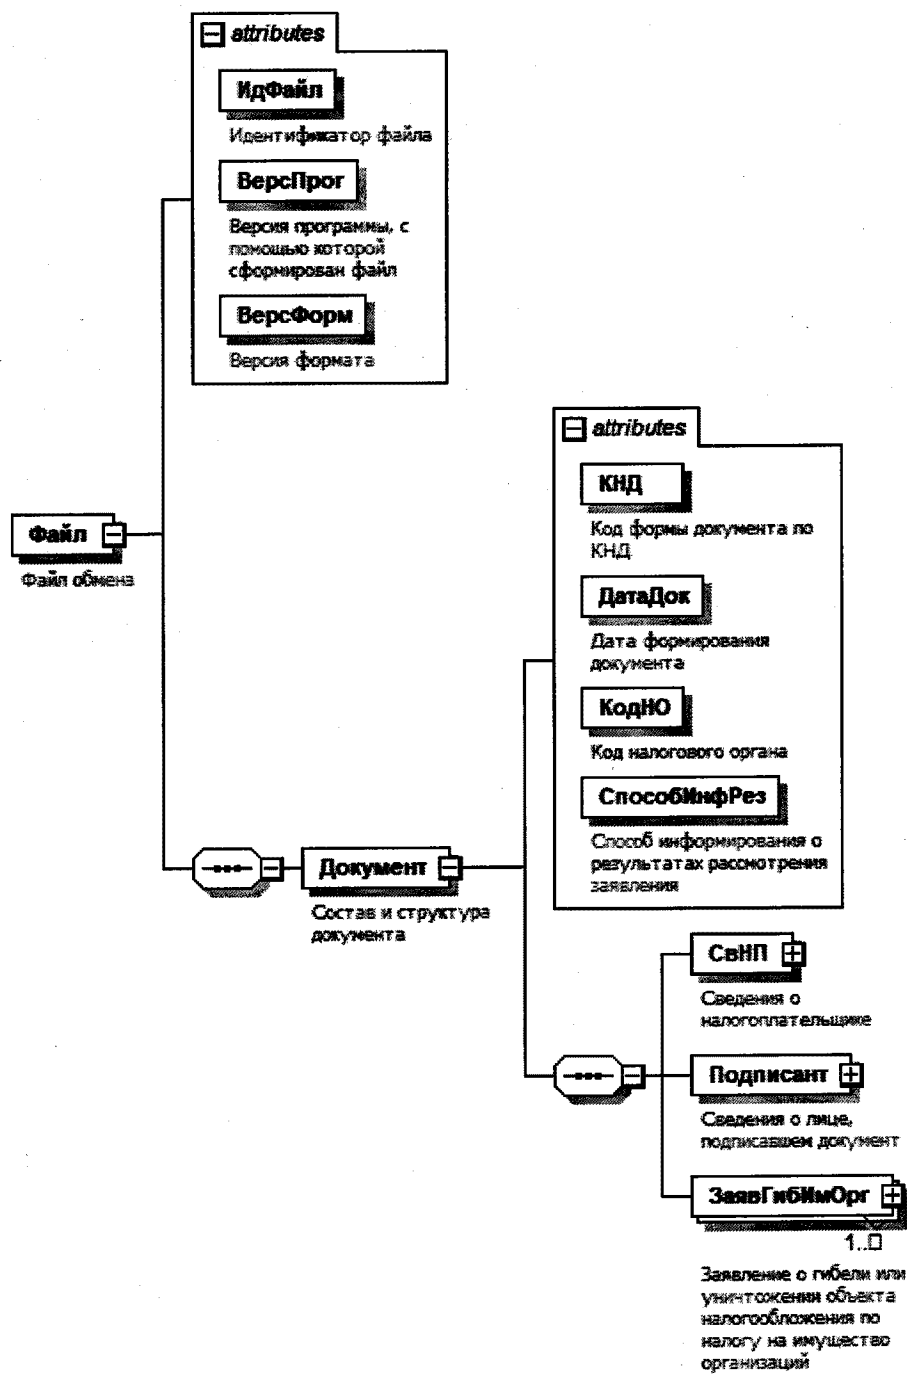 attributes
ИдФайл
Идентификатор файла
ВерсПрог
Версия программы, с
помощью которой
сформирован файл
ВерсФорм
Версия формата
Файл
Файл обмена
attributes
КНД
Код формы документа по
КНД
ДатаДок
Дата формирования
документа
КодНО
Код налогового органа
СпособИнфРез
Способ информирования о
результатах рассмотрения
заявления
Документ
Состав и структура
документа
СвНП
Сведения о
налогоплательщике
Подписант
Сведения о лице,
подписавшем документ
ЗаявГибИмОрг
1..□
Заявление о гибели или
уничтожении объекта
налогообложения по
налогу на имущество
организаций